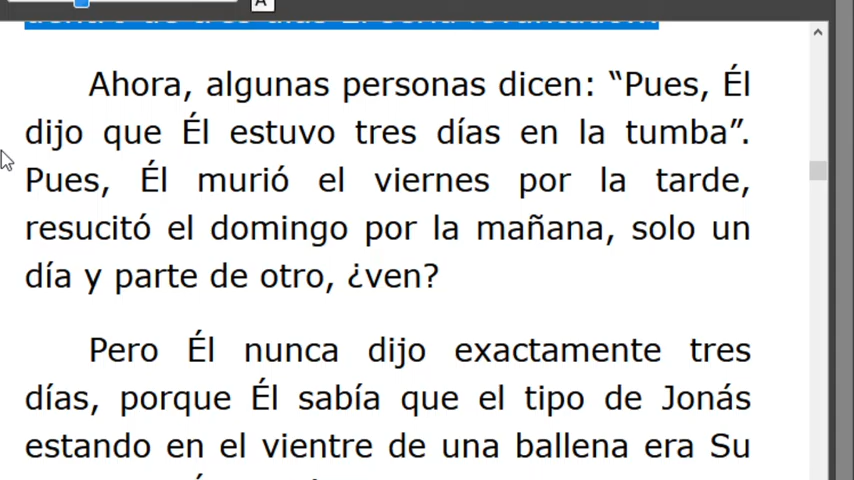 A
Ahora, algunas personas dicen: “Pues, Él
dijo que Él estuvo tres días en la tumba”.
Pues, Él murió el viernes por la tarde,
resucitó el domingo por la mañana, solo un
día y parte de otro, ¿ven?
Pero Él nunca dijo exactamente tres
días, porque Él sabía que el tipo de Jonás
estando en el vientre de una ballena era Su